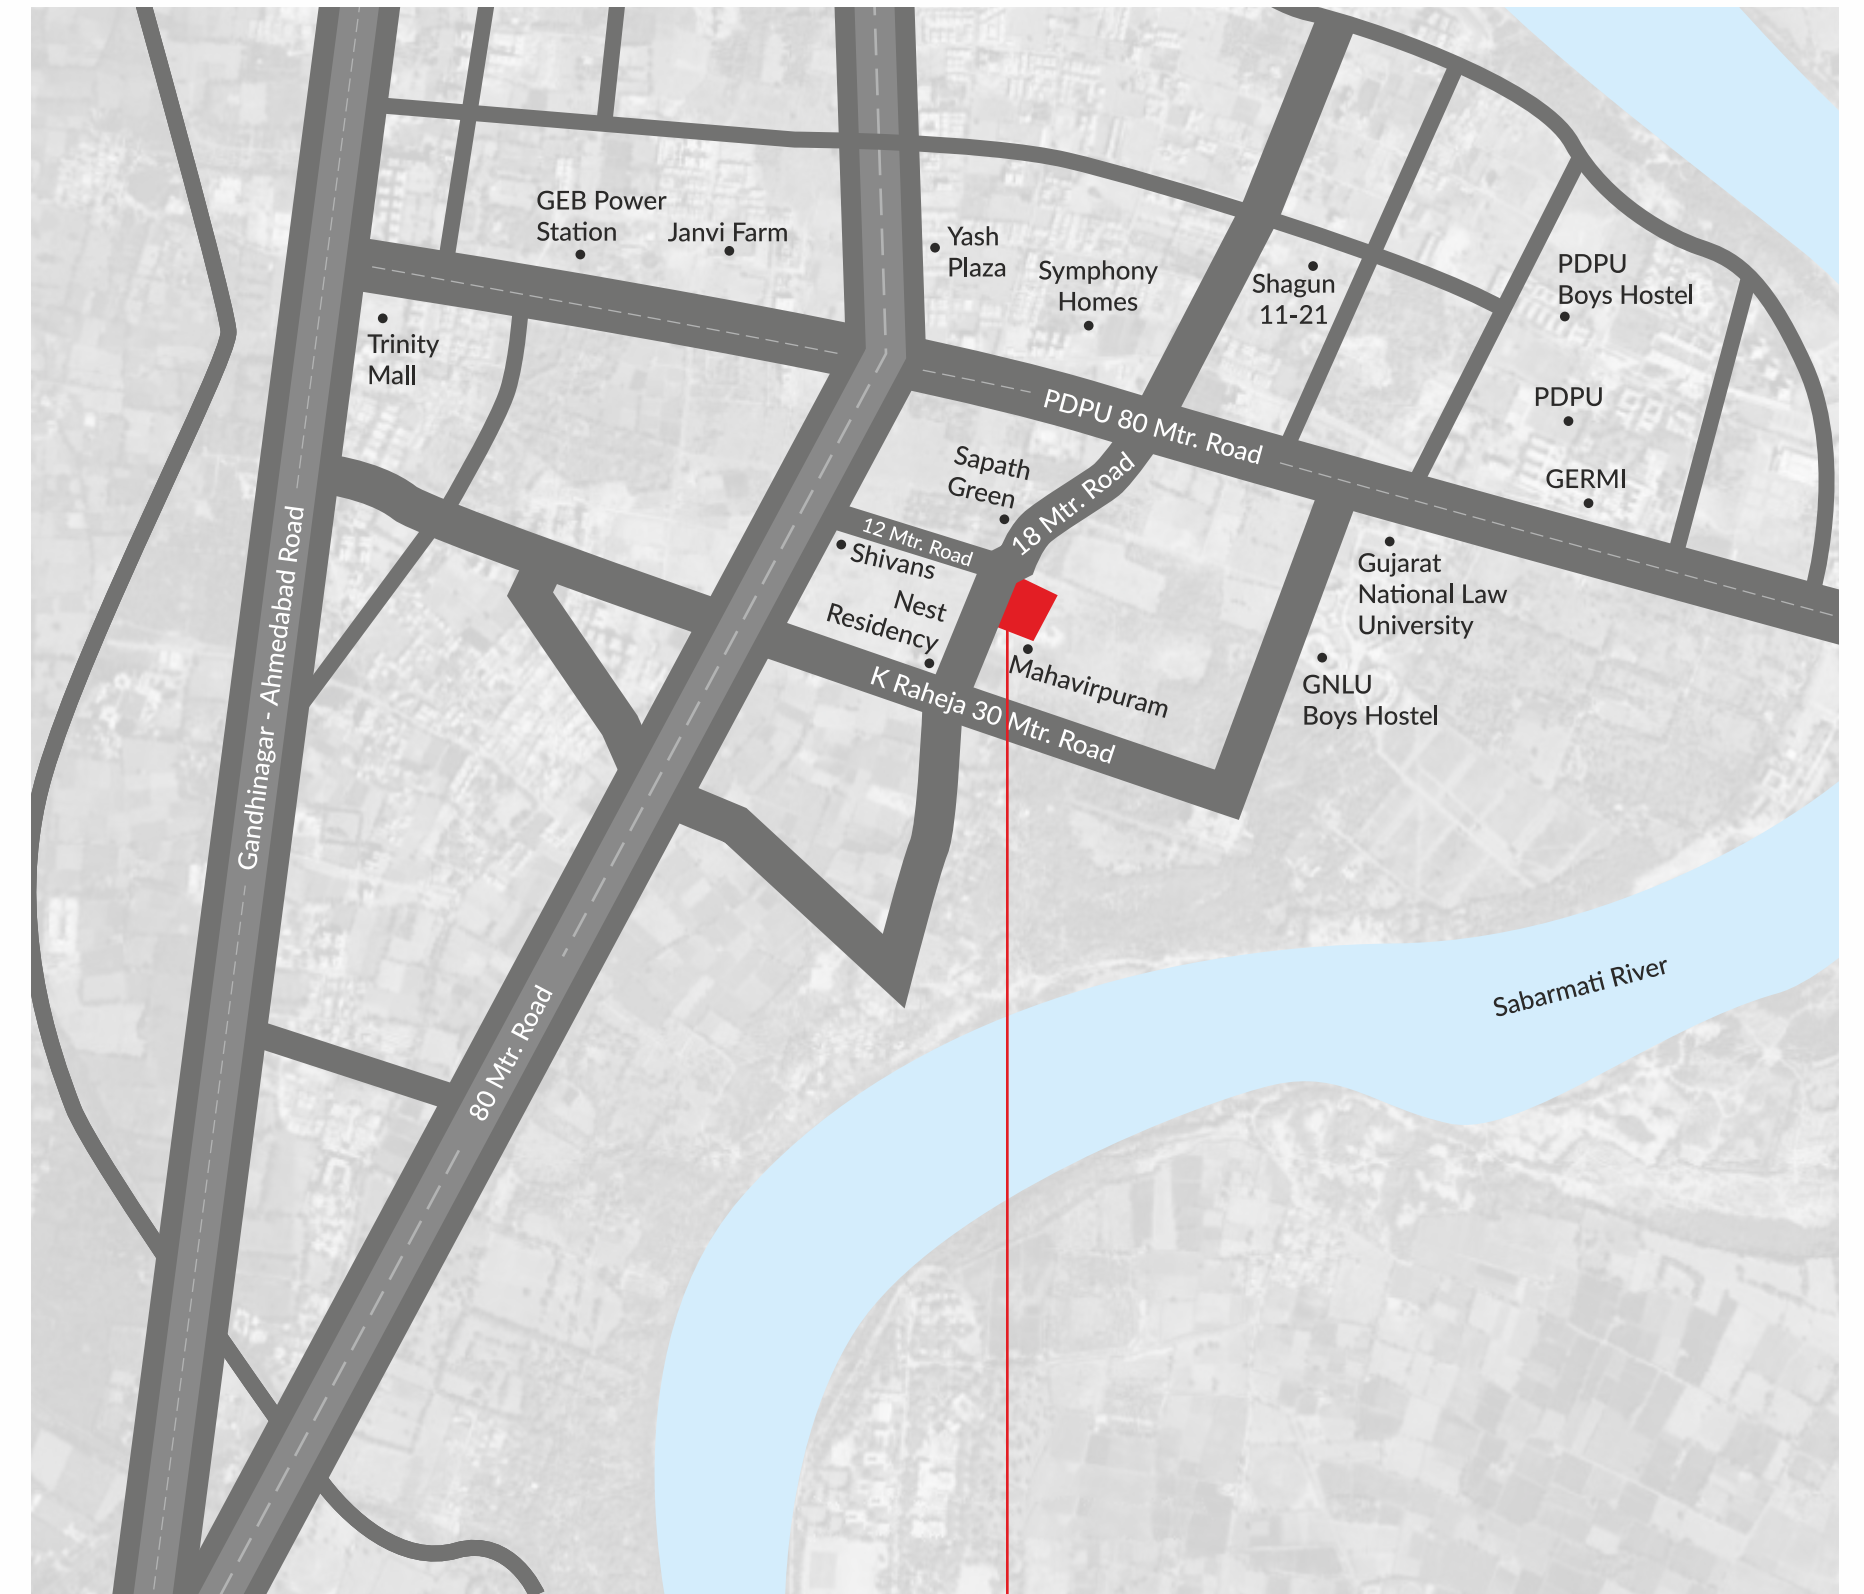 GEB Power
Station
Janvi Farm
Yash
Plaza
Symphony
Homes
Shagun
11-21
PDPU
Boys Hostel
Trinity
Mall
PDPU 80 Mtr. Road
PDPU
GERMI
Sapath
Green
18 Mtr. Road
12 Mtr. Road
Shivans
Nest
Residency
Gujarat
National Law
University
Mahavirpuram
K Raheja 30 Mtr. Road
GNLU
Boys Hostel
Gandhinagar - Ahmedabad Road
80 Mtr. Road
Sabarmati River